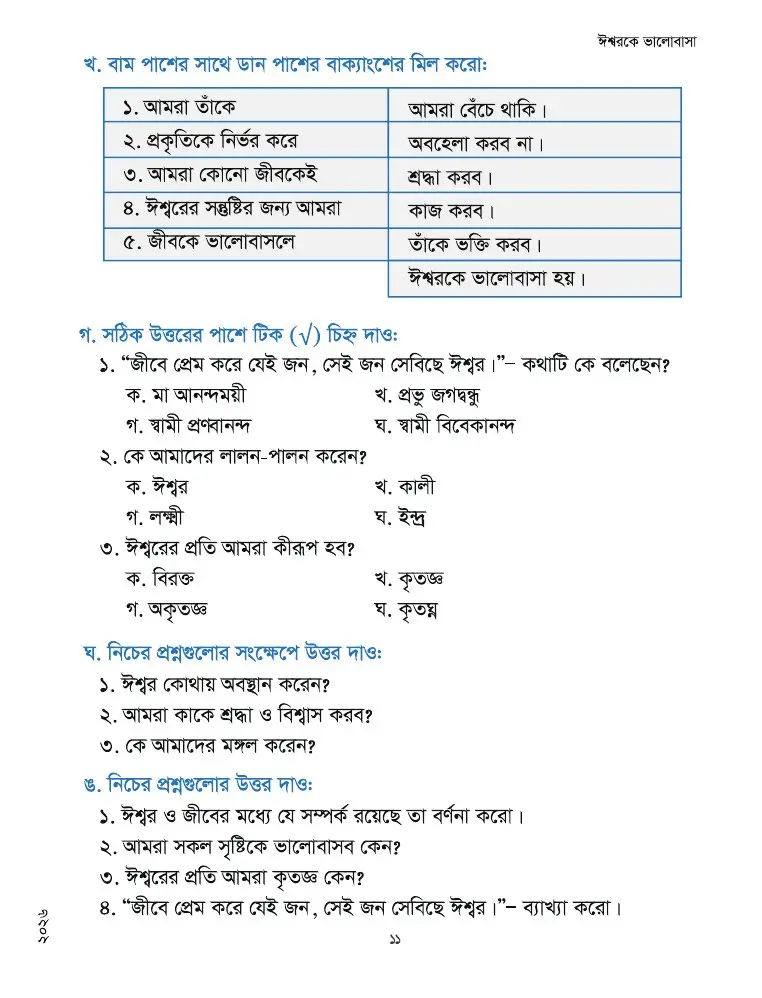 ঈশ্বরকে ভালোবাসা
খ. বাম পাশের সাথে ডান পাশের বাক্যাংশের মিল করো:
১. আমরা তাঁকে আমরা বেঁচে থাকি।
২. প্রকৃতিকে নির্ভর করে অবহেলা করব না।
৩. আমরা কোনো জীবকেই শ্রদ্ধা করব।
৪. ঈশ্বরের সন্তুষ্টির জন্য আমরা কাজ করব।
৫. জীবকে ভালোবাসলে তাঁকে ভক্তি করব।
ঈশ্বরকে ভালোবাসা হয়।
গ. সঠিক উত্তরের পাশে টিক (√) চিহ্ন দাও:
১. “জীবে প্রেম করে যেই জন, সেই জন সেবিছে ঈশ্বর।”– কথাটি কে বলেছেন?
ক. মা আনন্দময়ী খ. প্রভু জগদ্বন্ধু
গ. স্বামী প্রণবানন্দ ঘ. স্বামী বিবেকানন্দ
২. কে আমাদের লালন-পালন করেন?
ক. ঈশ্বর খ. কালী
গ. লক্ষ্মী ঘ. ইন্দ্র
৩. ঈশ্বরের প্রতি আমরা কীরূপ হব?
ক. বিরক্ত খ. কৃতজ্ঞ
গ. অকৃতজ্ঞ ঘ. কৃতঘ্ন
ঘ. নিচের প্রশ্নগুলোর সংক্ষেপে উত্তর দাও:
১. ঈশ্বর কোথায় অবস্থান করেন?
২. আমরা কাকে শ্রদ্ধা ও বিশ্বাস করব?
৩. কে আমাদের মঙ্গল করেন?
ঙ. নিচের প্রশ্নগুলোর উত্তর দাও:
১. ঈশ্বর ও জীবের মধ্যে যে সম্পর্ক রয়েছে তা বর্ণনা করো।
২. আমরা সকল সৃষ্টিকে ভালোবাসব কেন?
৩. ঈশ্বরের প্রতি আমরা কৃতজ্ঞ কেন?
৪. “জীবে প্রেম করে যেই জন, সেই জন সেবিছে ঈশ্বর।”– ব্যাখ্যা করো।
২০২৬
১১